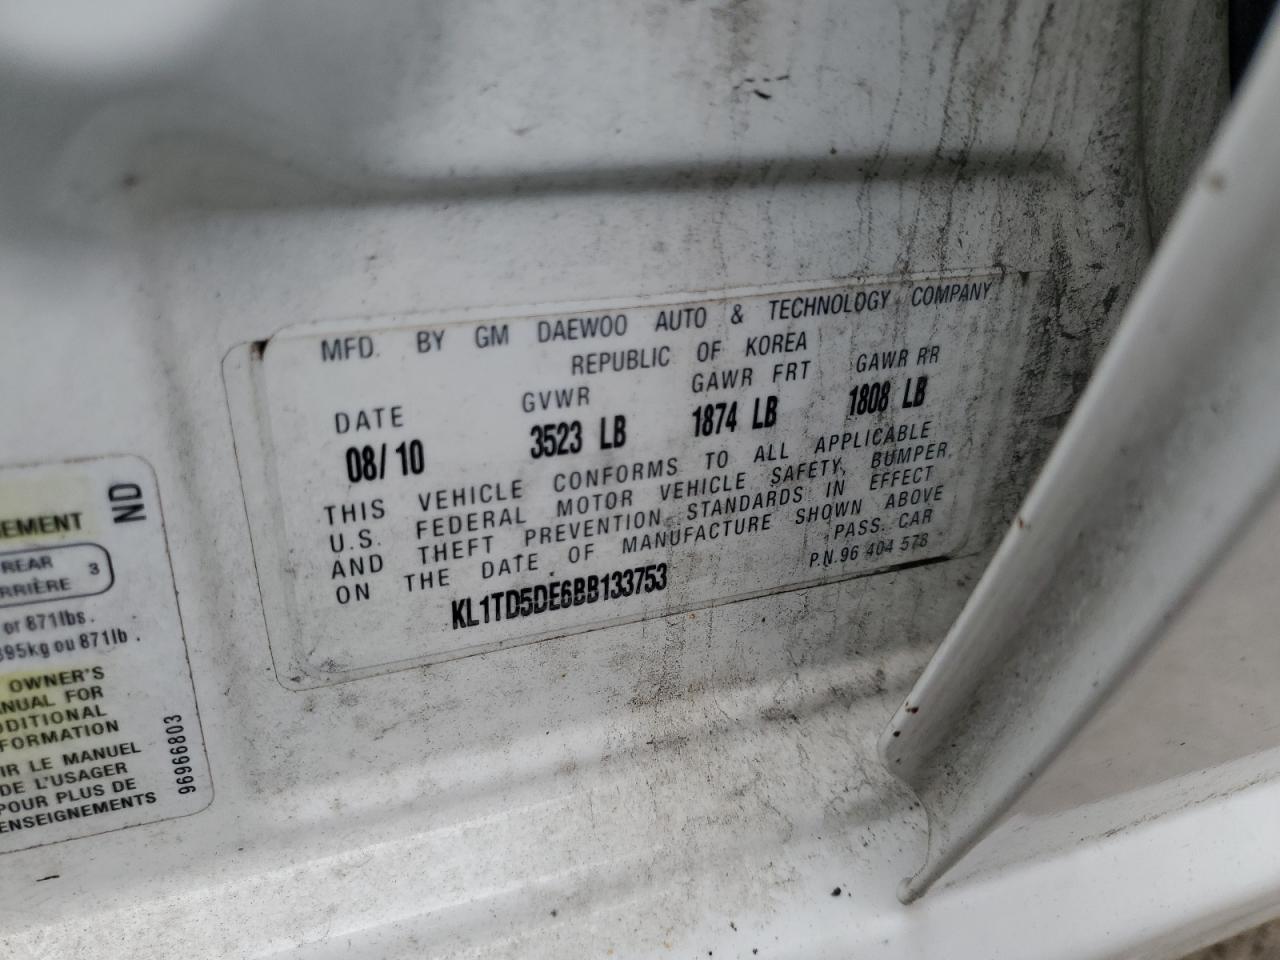 MFD. BY GM DAEWOO AUTO & TECHNOLOGY COMPANY
REPUBLIC OF KOREA
DATE GVWR GAWR FRT GAWR RR
08/10 3523 LB 1874 LB 1808 LB
THIS VEHICLE CONFORMS TO ALL APPLICABLE
U.S. FEDERAL MOTOR VEHICLE SAFETY, BUMPER,
AND THEFT PREVENTION STANDARDS IN EFFECT
ON THE DATE OF MANUFACTURE SHOWN ABOVE
PASS. CAR
KL1TD5DE6BB133753
P.N.96 404 578
ND
EMENT
REAR 3
RRIÈRE
or 871lbs.
395kg ou 871lb.
OWNER'S
NUAL FOR
DDITIONAL
FORMATION
IR LE MANUEL
DE L'USAGER
POUR PLUS DE
ENSEIGNEMENTS
96966803